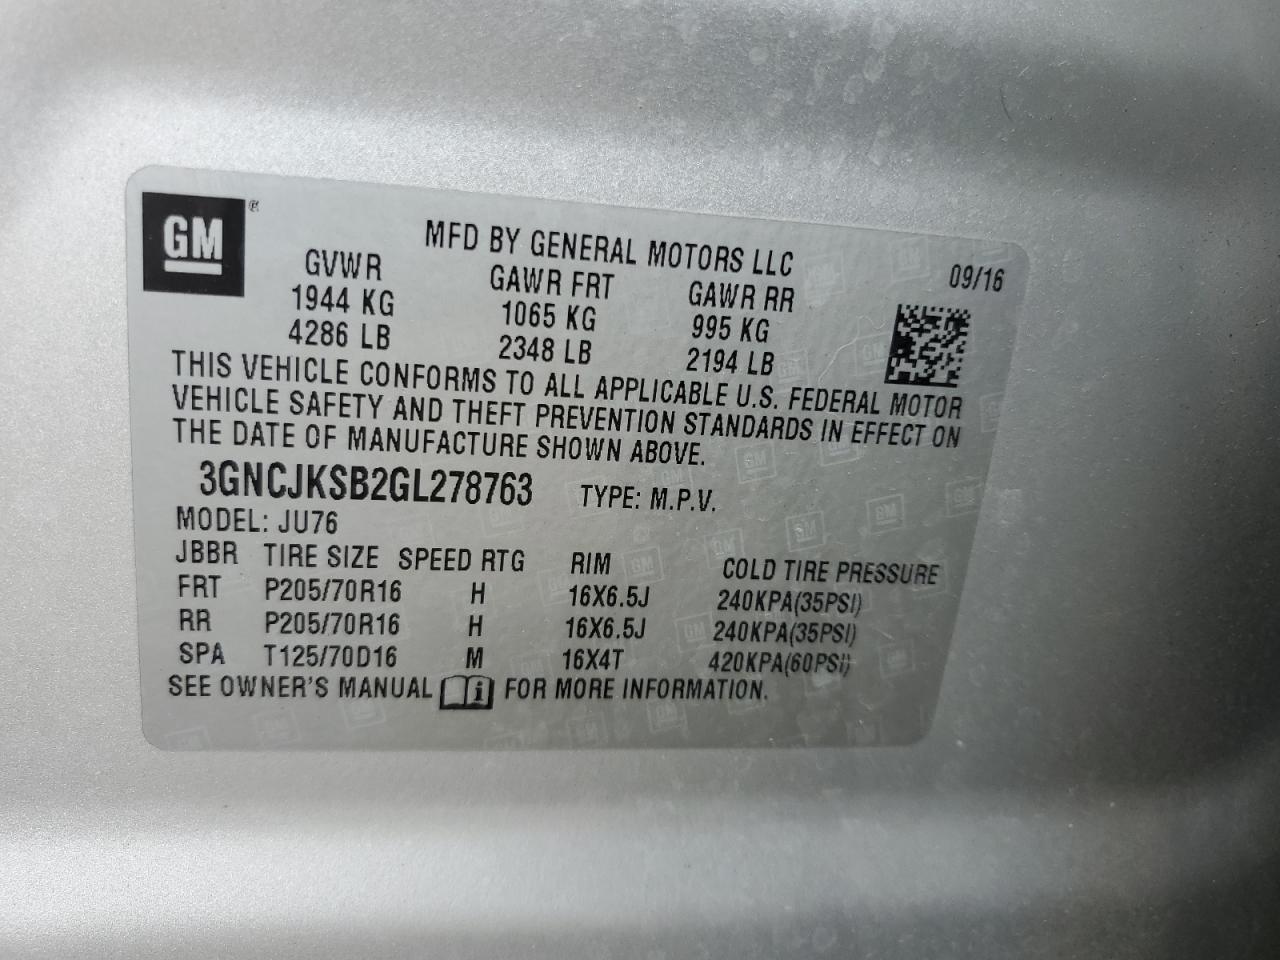 GM ®
MFD BY GENERAL MOTORS LLC
09/16
GVWR GAWR FRT GAWR RR
1944 KG 1065 KG 995 KG
4286 LB 2348 LB 2194 LB
THIS VEHICLE CONFORMS TO ALL APPLICABLE U.S. FEDERAL MOTOR
VEHICLE SAFETY AND THEFT PREVENTION STANDARDS IN EFFECT ON
THE DATE OF MANUFACTURE SHOWN ABOVE.
3GNCJKSB2GL278763 TYPE: M.P.V.
MODEL: JU76
JBBR TIRE SIZE SPEED RTG RIM COLD TIRE PRESSURE
FRT P205/70R16 H 16X6.5J 240KPA(35PSI)
RR P205/70R16 H 16X6.5J 240KPA(35PSI)
SPA T125/70D16 M 16X4T 420KPA(60PSI)
SEE OWNER'S MANUAL i FOR MORE INFORMATION.